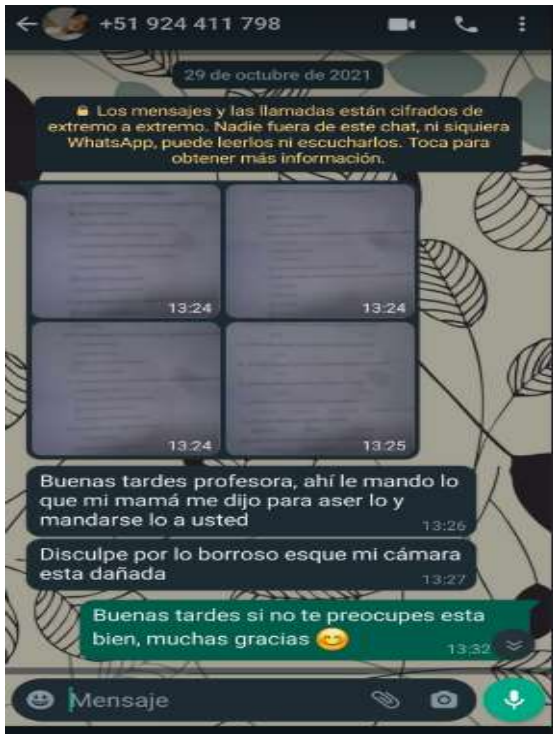 +51 924 411 798
29 de octubre de 2021
Los mensajes y las llamadas están cifrados de
extremo a extremo. Nadie fuera de este chat, ni siquiera
WhatsApp, puede leerlos ni escucharlos. Toca para
obtener más información.
13:24
13:24
13:24
13:25
Buenas tardes profesora, ahí le mando lo
que mi mamá me dijo para aser lo y
mandarse lo a usted
13:26
Disculpe por lo borroso esque mi cámara
esta dañada
13:27
Buenas tardes si no te preocupes esta
bien, muchas gracias 😊
13:32
Mensaje